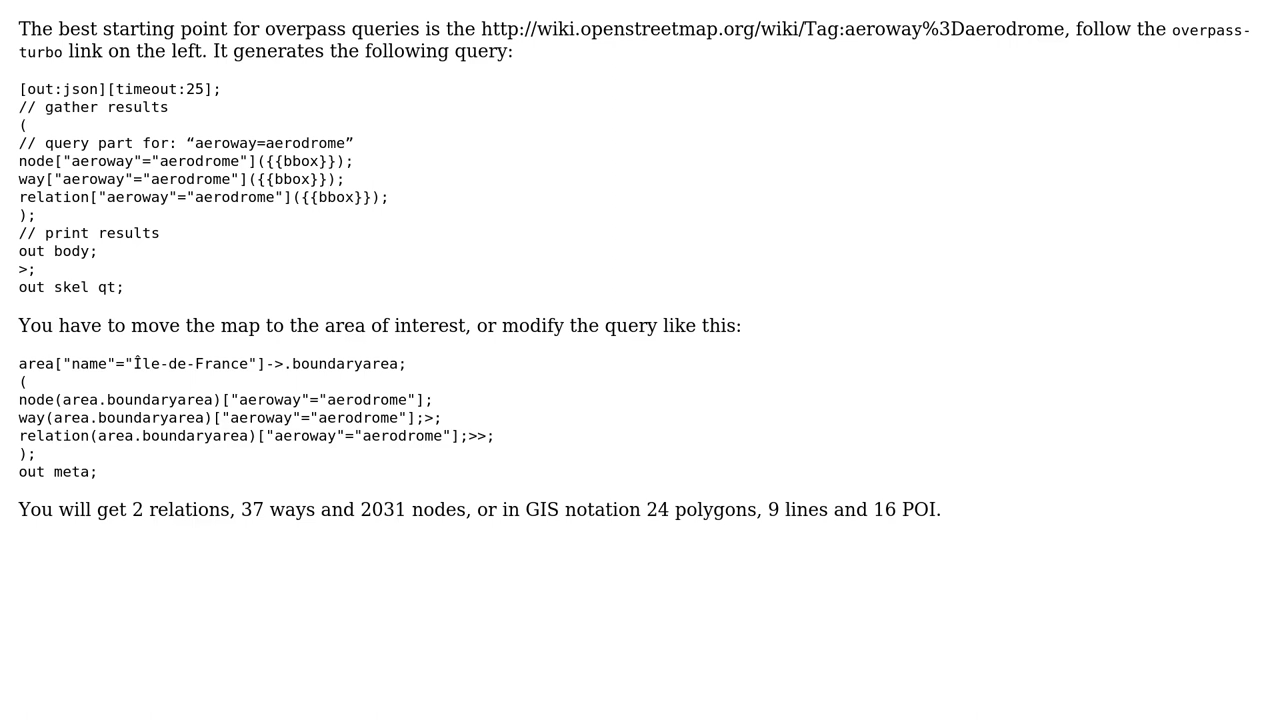 The best starting point for overpass queries is the http://wiki.openstreetmap.org/wiki/Tag:aeroway%3Daerodrome, follow the overpass-
turbo link on the left. It generates the following query:
[out:json][timeout:25];
// gather results
(
// query part for: “aeroway=aerodrome”
node["aeroway"="aerodrome"]({{bbox}});
way["aeroway"="aerodrome"]({{bbox}});
relation["aeroway"="aerodrome"]({{bbox}});
);
// print results
out body;
>;
out skel qt;
You have to move the map to the area of interest, or modify the query like this:
area["name"="Île-de-France"]->.boundaryarea;
(
node(area.boundaryarea)["aeroway"="aerodrome"];
way(area.boundaryarea)["aeroway"="aerodrome"];>;
relation(area.boundaryarea)["aeroway"="aerodrome"];>>;
);
out meta;
You will get 2 relations, 37 ways and 2031 nodes, or in GIS notation 24 polygons, 9 lines and 16 POI.